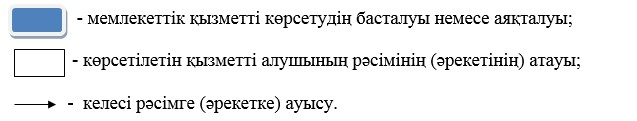 - мемлекеттік қызметті көрсетудің басталуы немесе аяқталуы;
- көрсетілетін қызметті алушының рәсімінің (әрекетінің) атауы;
- келесі рәсімге (әрекетке) ауысу.